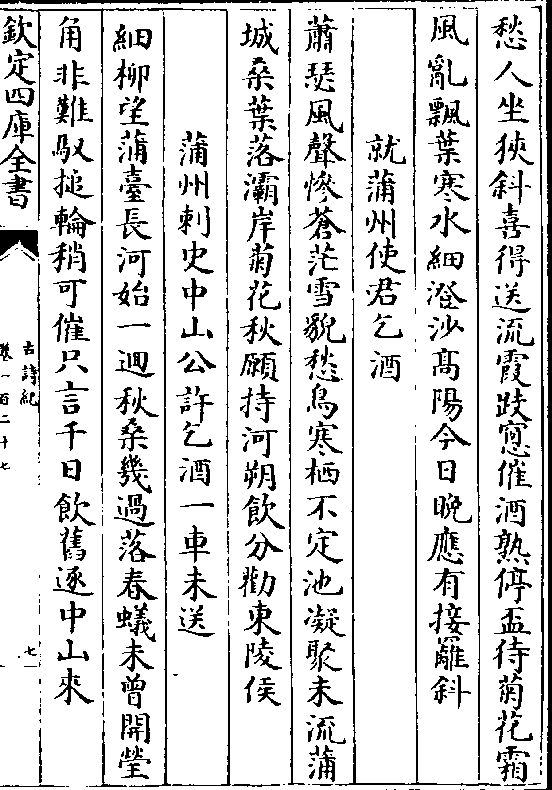 愁人坐狹斜喜得送流霞跂窻催酒熟停盃待菊花霜
風亂飄葉寒水細澄沙髙陽今日晚應有接䍦斜
就蒲州使君乞酒
蕭瑟風聲慘蒼茫雪貌愁鳥寒栖不定池凝聚未流蒲
城桑葉落灞岸菊花秋願持河朔飲分勸東陵侯
蒲州刺史中山公許乞酒一車未送
細柳望蒲臺長河始一迴秋桑幾過落春蟻未曾開瑩
角非難馭搥輪稍可催只言千日飲舊逐中山來
欽定四庫全書
古詩紀
卷一百二十七
七